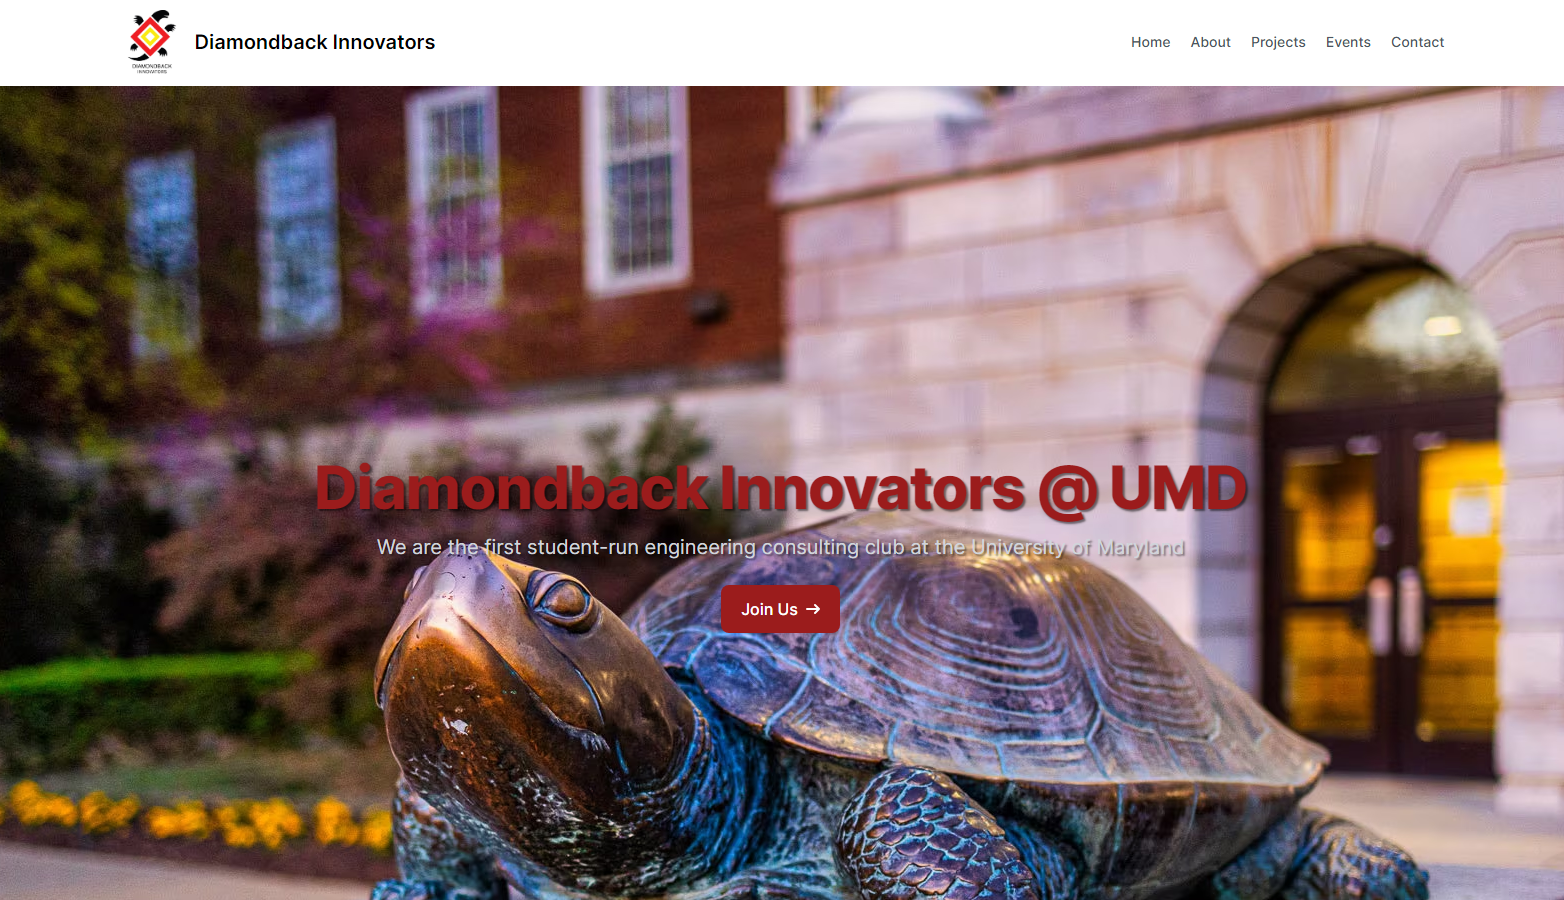 DIAMONDBACK
INNOVATORS
Diamondback Innovators
Home
About
Projects
Events
Contact
Diamondback Innovators @ UMD
We are the first student-run engineering consulting club at the University of Maryland
Join Us →